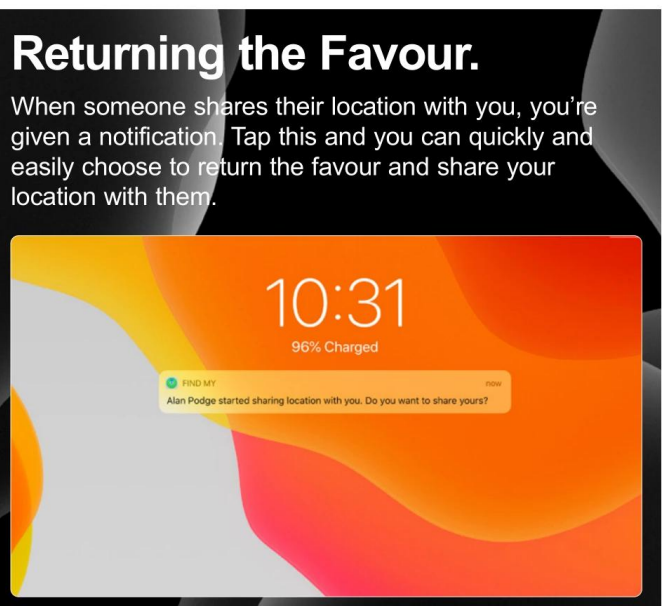 Returning the Favour.
When someone shares their location with you, you're
given a notification. Tap this and you can quickly and
easily choose to return the favour and share your
location with them.
10:31
96% Charged
FIND MY now
Alan Podge started sharing location with you. Do you want to share yours?